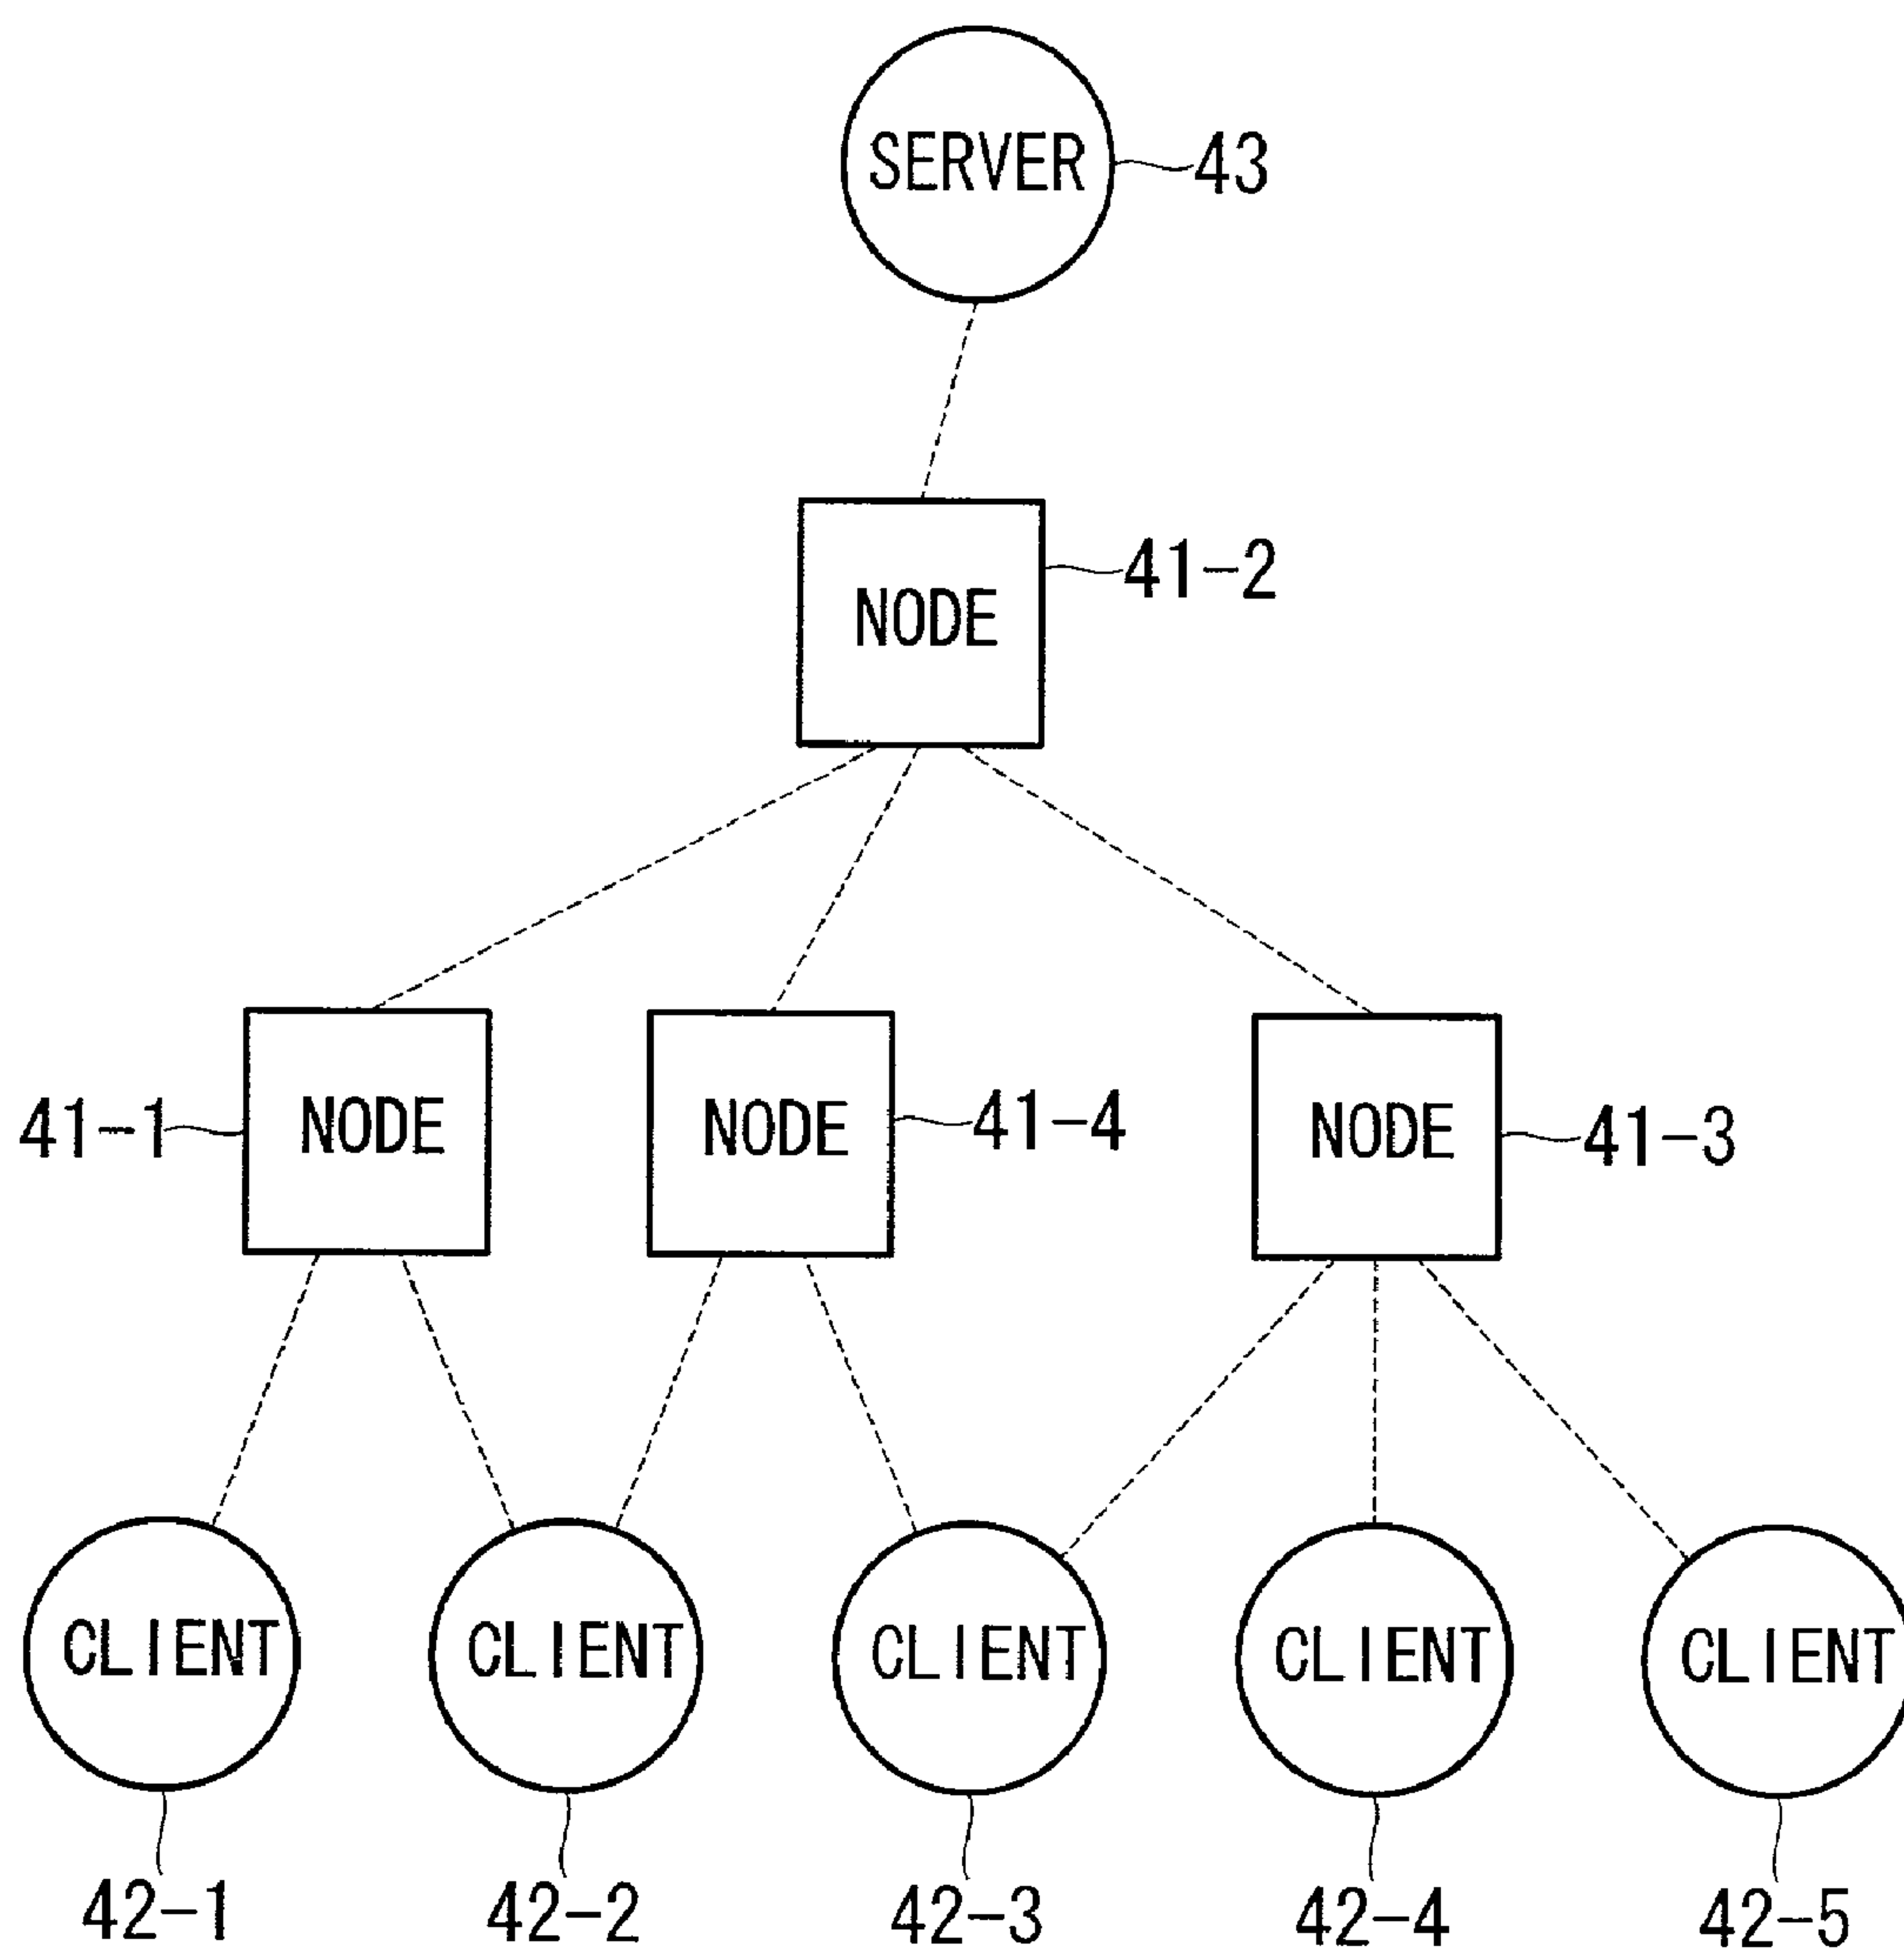 SERVER
43
NODE
41-2
41-1
NODE
NODE
41-4
NODE
41-3
CLIENT
CLIENT
CLIENT
CLIENT
CLIENT
42-1
42-2
42-3
42-4
42-5